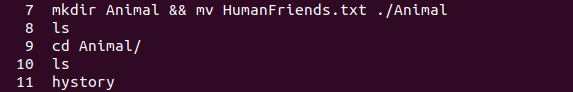 7 mkdir Animal && mv HumanFriends.txt ./Animal
8 ls
9 cd Animal/
10 ls
11 hystory